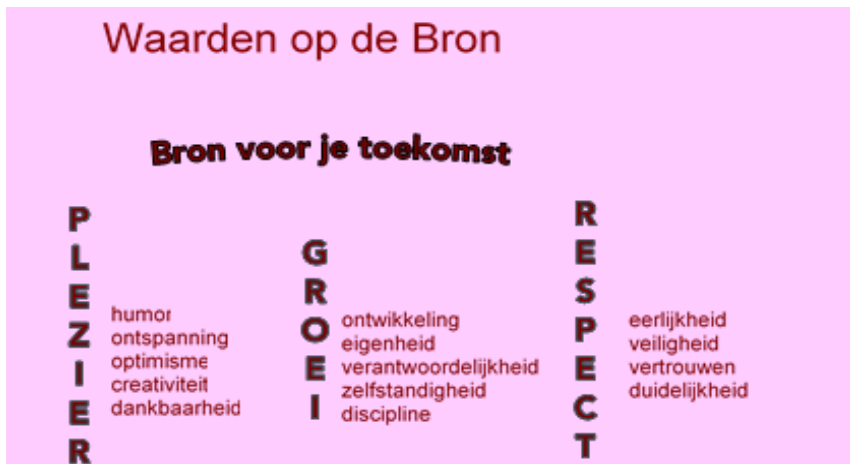 Waarden op de Bron
Bron voor je toekomst
PLEZIER
humor
ontspanning
optimisme
creativiteit
dankbaarheid
GROEI
ontwikkeling
eigenheid
verantwoordelijkheid
zelfstandigheid
discipline
RESPECT
eerlijkheid
veiligheid
vertrouwen
duidelijkheid